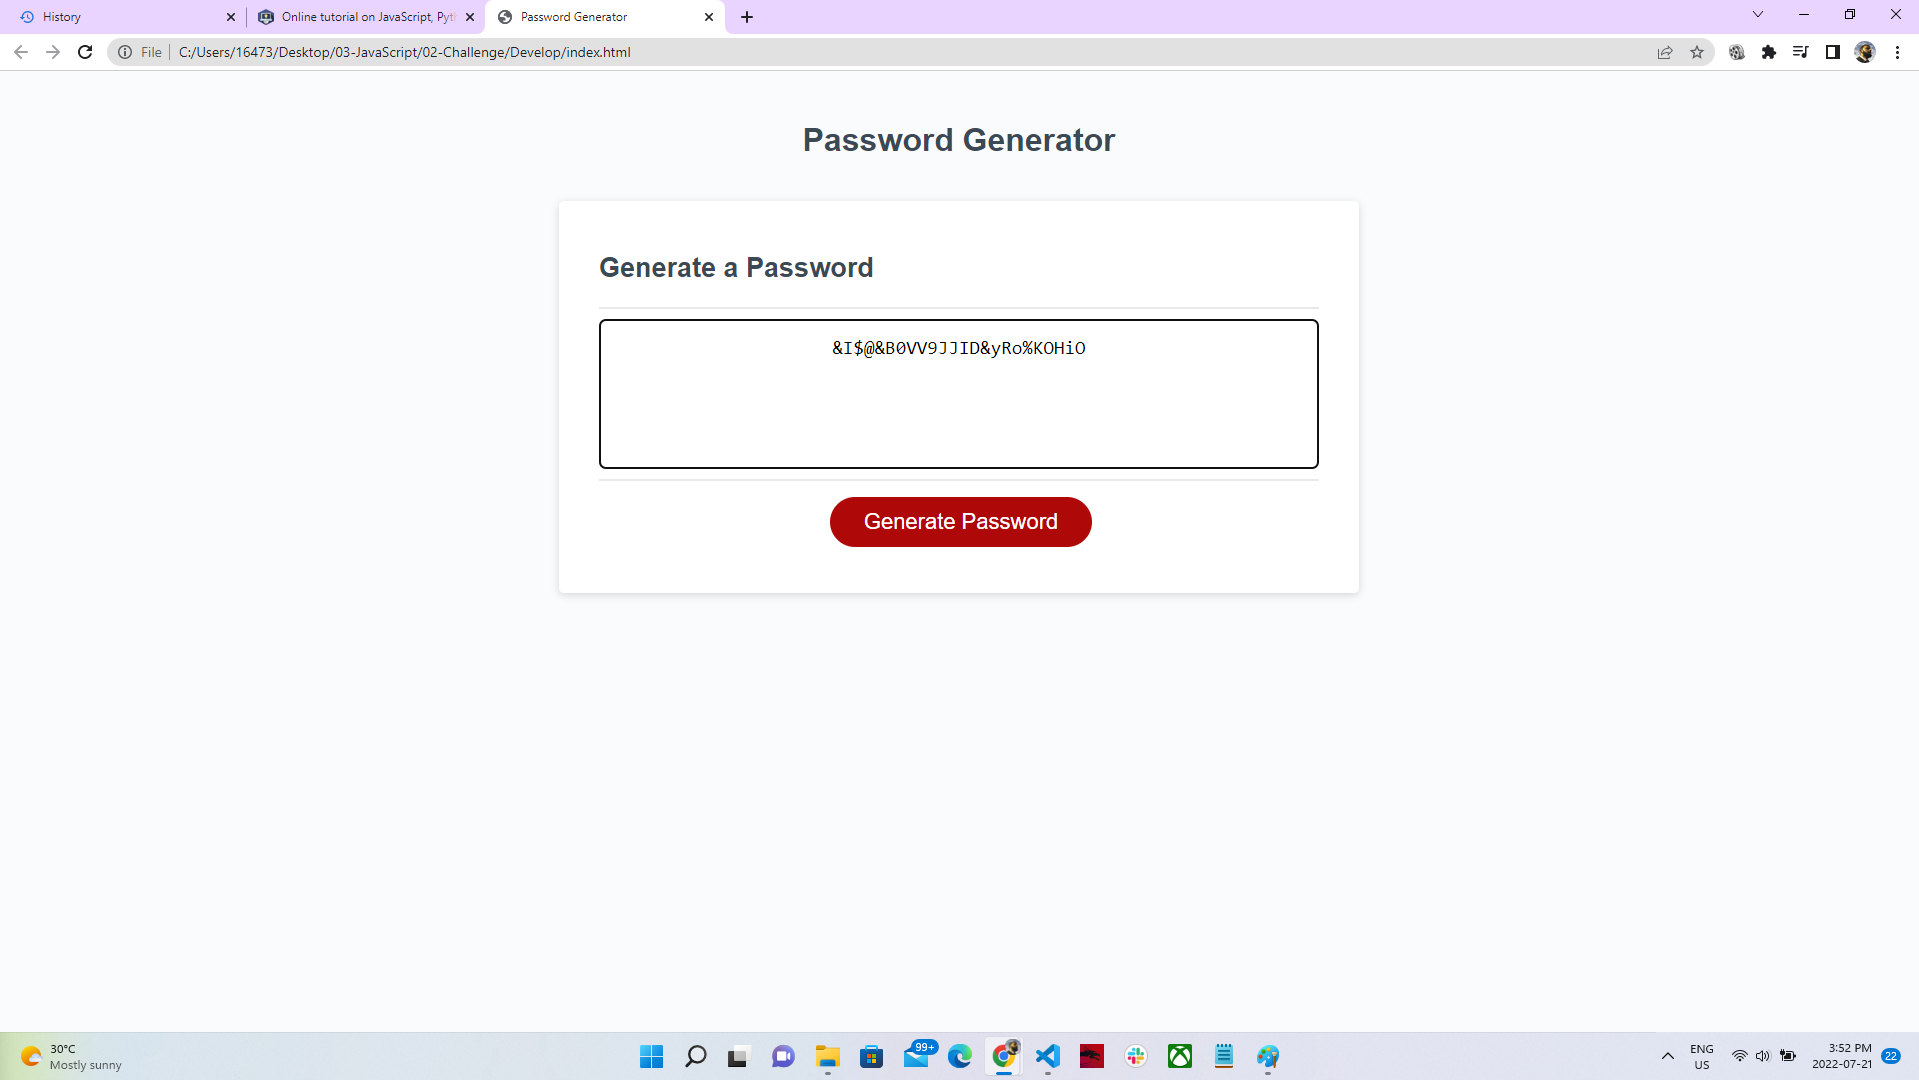 History
Online tutorial on JavaScript, Pyth
Password Generator
File
C:/Users/16473/Desktop/03-JavaScript/02-Challenge/Develop/index.html
Password Generator
Generate a Password
&I$@&B0VV9JJID&yRo%KOHiO
Generate Password
30°C
Mostly sunny
99+
ENG
US
3:52 PM
2022-07-21
22